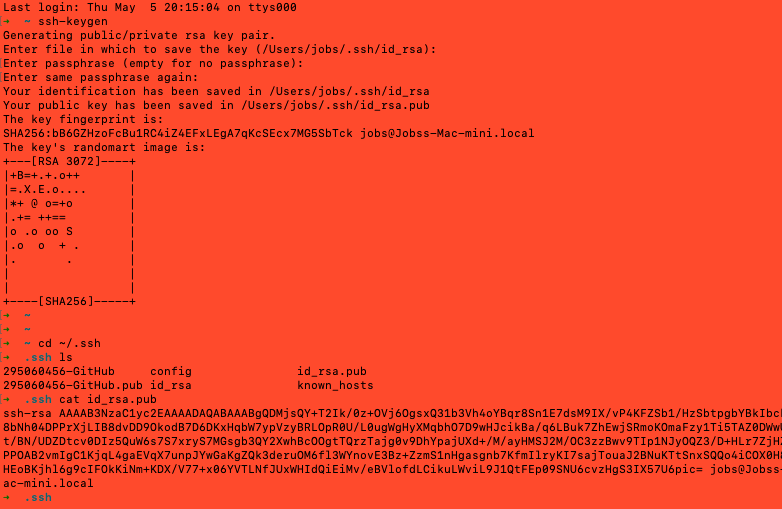 Last login: Thu May  5 20:15:04 on ttys000
➜  ~ ssh-keygen
Generating public/private rsa key pair.
Enter file in which to save the key (/Users/jobs/.ssh/id_rsa):
Enter passphrase (empty for no passphrase):
Enter same passphrase again:
Your identification has been saved in /Users/jobs/.ssh/id_rsa
Your public key has been saved in /Users/jobs/.ssh/id_rsa.pub
The key fingerprint is:
SHA256:bB6GZHzoFcBu1RC4iZ4EFxLEgA7qKcSEcx7MG5SbTck jobs@Jobss-Mac-mini.local
The key's randomart image is:
+---[RSA 3072]----+
|+B=+.+.o++       |
|=.X.E.o....      |
|*+ @ o=+o        |
|.+= ++==         |
|o .o oo S        |
|.o  o  + .       |
|.       .        |
|                 |
|                 |
+----[SHA256]-----+
➜  ~
➜  ~
➜  ~ cd ~/.ssh
➜  .ssh ls
295060456-GitHub     config               id_rsa.pub
295060456-GitHub.pub id_rsa               known_hosts
➜  .ssh cat id_rsa.pub
ssh-rsa AAAAB3NzaC1yc2EAAAADAQABAAABgQDMjsQY+T2Ik/0z+OVj6OgsxQ31b3Vh4oYBqr8Sn1E7dsM9IX/vP4KFZSb1/HzSbtpgbYBkIbcl
8bNh04DPPrXjLIB8dvDD9OkodB7D6DKxHqbW7ypVzyBRLOpR0U/L0ugWgHyXMqbhO7D9wHJcikBa/q6LBuk7ZhEwjSRmoKOmaFzy1Ti5TAZ0DWw
t/BN/UDZDtcv0DIz5QuW6s7S7xryS7MGsgb3QY2XwhBcOOgtTQrzTajg0v9DhYpajUXd+/M/ayHMSJ2M/OC3zzBwv9TIp1NJyOQZ3/D+HLr7ZjH
PPOAB2vmIgC1KjqL4gaEVqX7unpJYwGaKgZQk3deruOM6fl3WYnovE3Bz+ZzmS1nHgasgnb7KfmIlryKI7sajTouaJ2BNuKTtSnxSQQo4iCOX0H
HEoBKjhl6g9cIFOkKiNm+KDX/V77+x06YVTLNfJUxWHIdQiEiMv/eBVlofdLCikuLWviL9J1QtFEp09SNU6cvzHgS3IX57U6pic= jobs@Jobss-
ac-mini.local
➜  .ssh